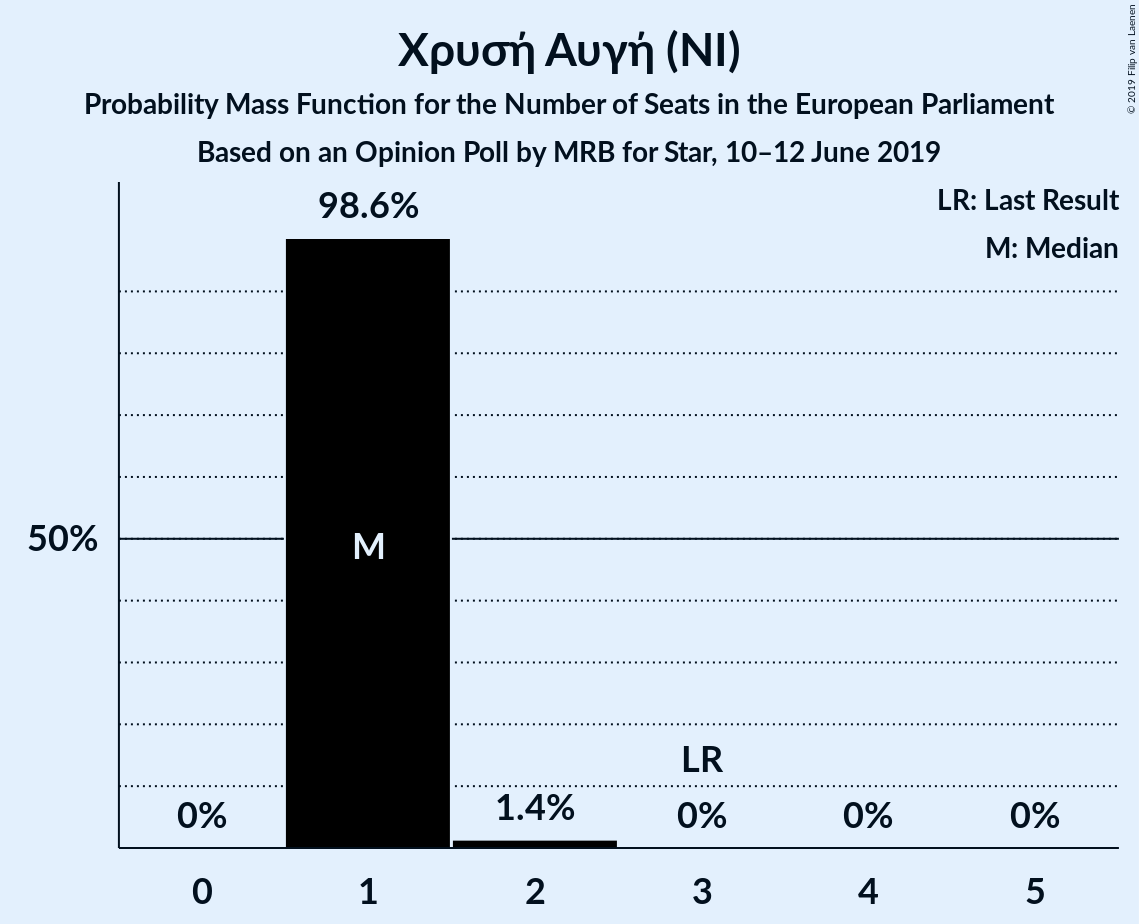 Χρυσή Αυγή (NI)
Probability Mass Function for the Number of Seats in the European Parliament
Based on an Opinion Poll by MRB for Star, 10–12 June 2019
© 2019 Filip van Laenen
LR: Last Result
M: Median
98.6%
50%
M
LR
0%
1.4%
0%
0%
0%
0
1
2
3
4
5